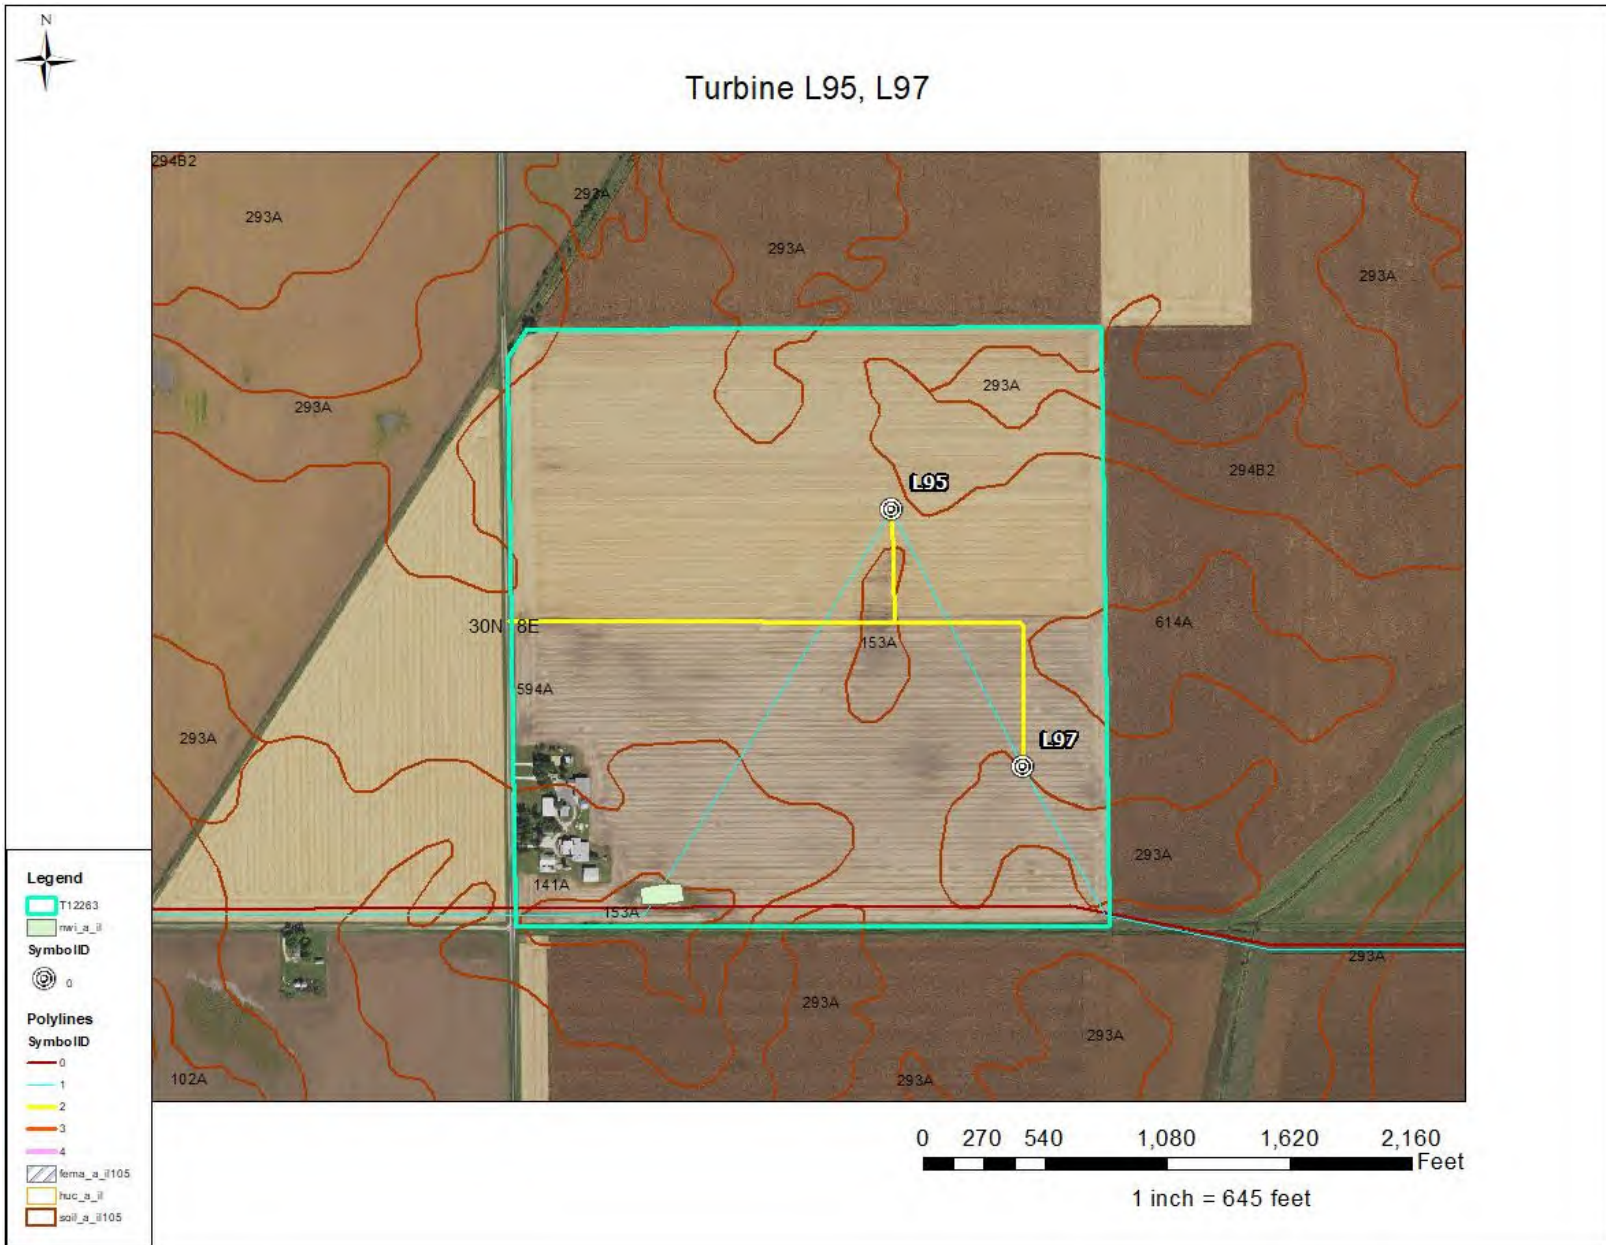 N
Turbine L95, L97
294B2
293A
293A
293A
293A
293A
293A
L95
294B2
614A
30N 8E
153A
594A
L97
293A
293A
141A
153A
293A
293A
293A
102A
293A
Legend
T12263
nwi_a_il
SymbolID
0
Polylines
SymbolID
0
1
2
3
4
fema_a_il105
huc_a_il
soil_a_il105
0 270 540 1,080 1,620 2,160
Feet
1 inch = 645 feet